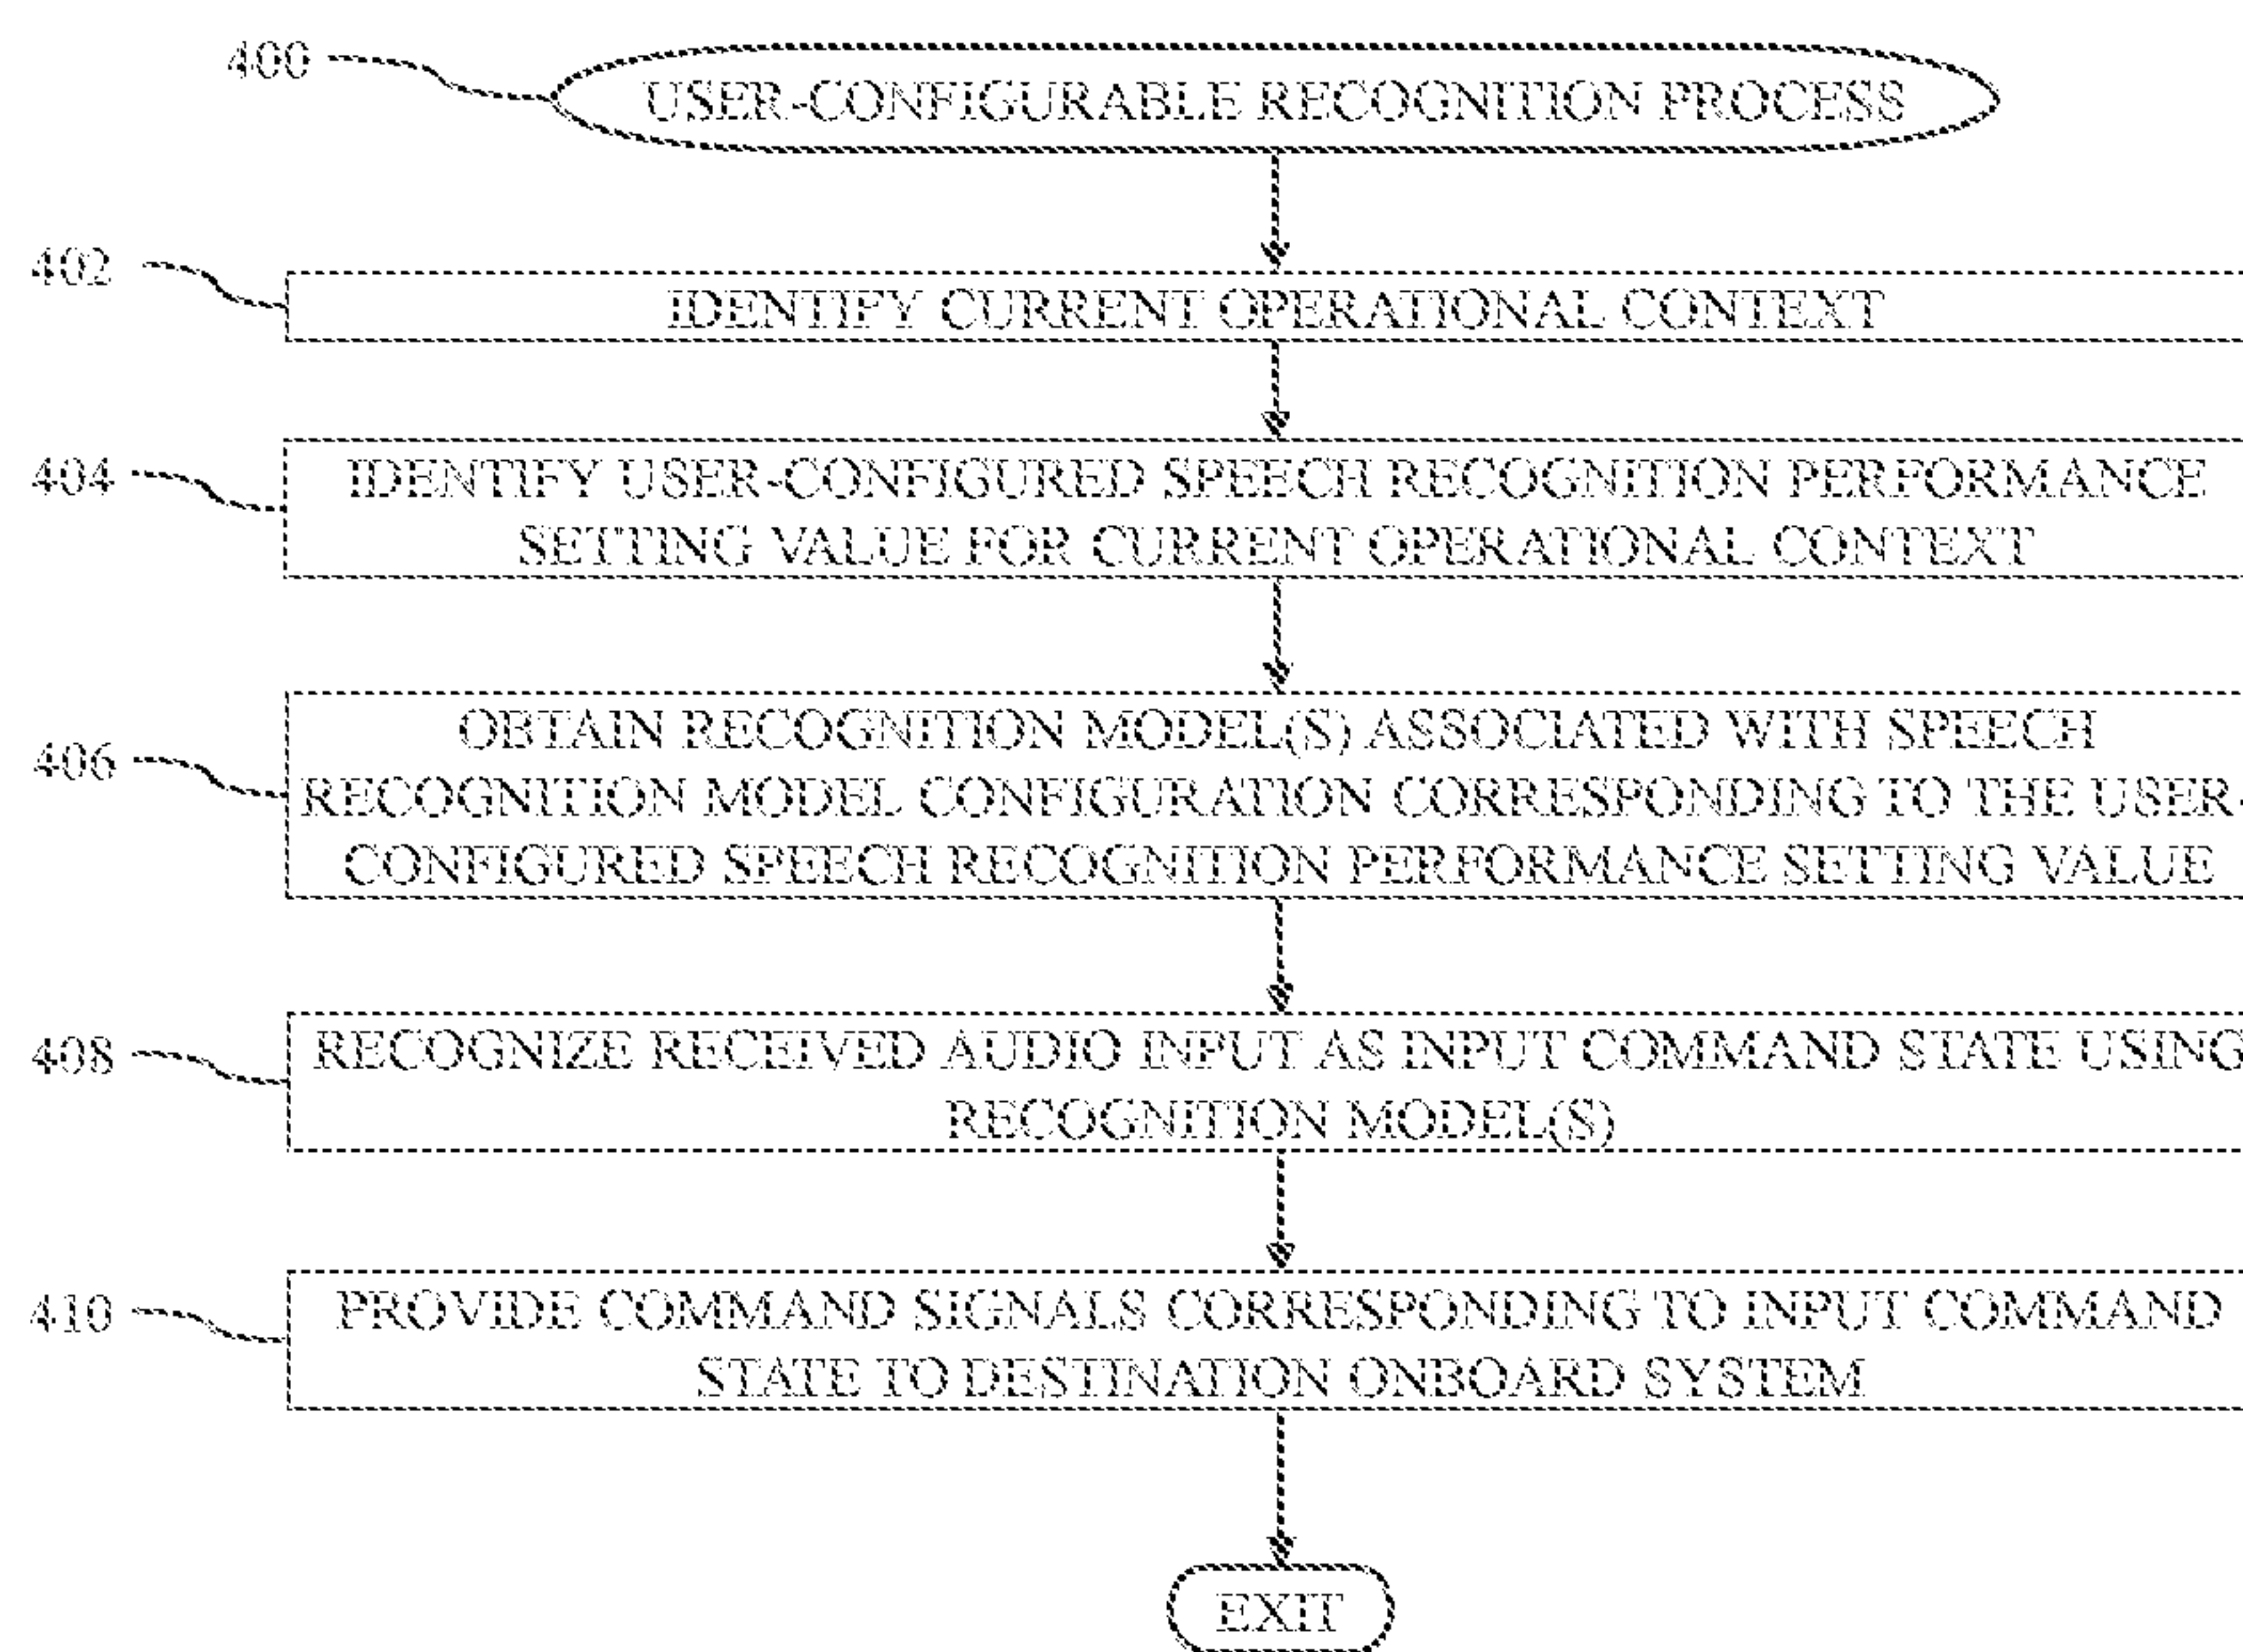 400
USER-CONFIGURABLE RECOGNITION PROCESS
402
IDENTIFY CURRENT OPERATIONAL CONTEXT
404
IDENTIFY USER-CONFIGURED SPEECH RECOGNITION PERFORMANCE
SETTING VALUE FOR CURRENT OPERATIONAL CONTEXT
406
OBTAIN RECOGNITION MODEL(S) ASSOCIATED WITH SPEECH
RECOGNITION MODEL CONFIGURATION CORRESPONDING TO THE USER-
CONFIGURED SPEECH RECOGNITION PERFORMANCE SETTING VALUE
408
RECOGNIZE RECEIVED AUDIO INPUT AS INPUT COMMAND STATE USING
RECOGNITION MODEL(S)
410
PROVIDE COMMAND SIGNALS CORRESPONDING TO INPUT COMMAND
STATE TO DESTINATION ONBOARD SYSTEM
EXIT